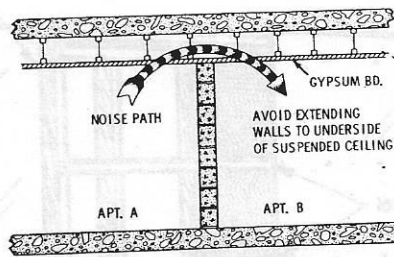 GYPSUM BD.
NOISE PATH
AVOID EXTENDING
WALLS TO UNDERSIDE
OF SUSPENDED CEILING
APT. A
APT. B